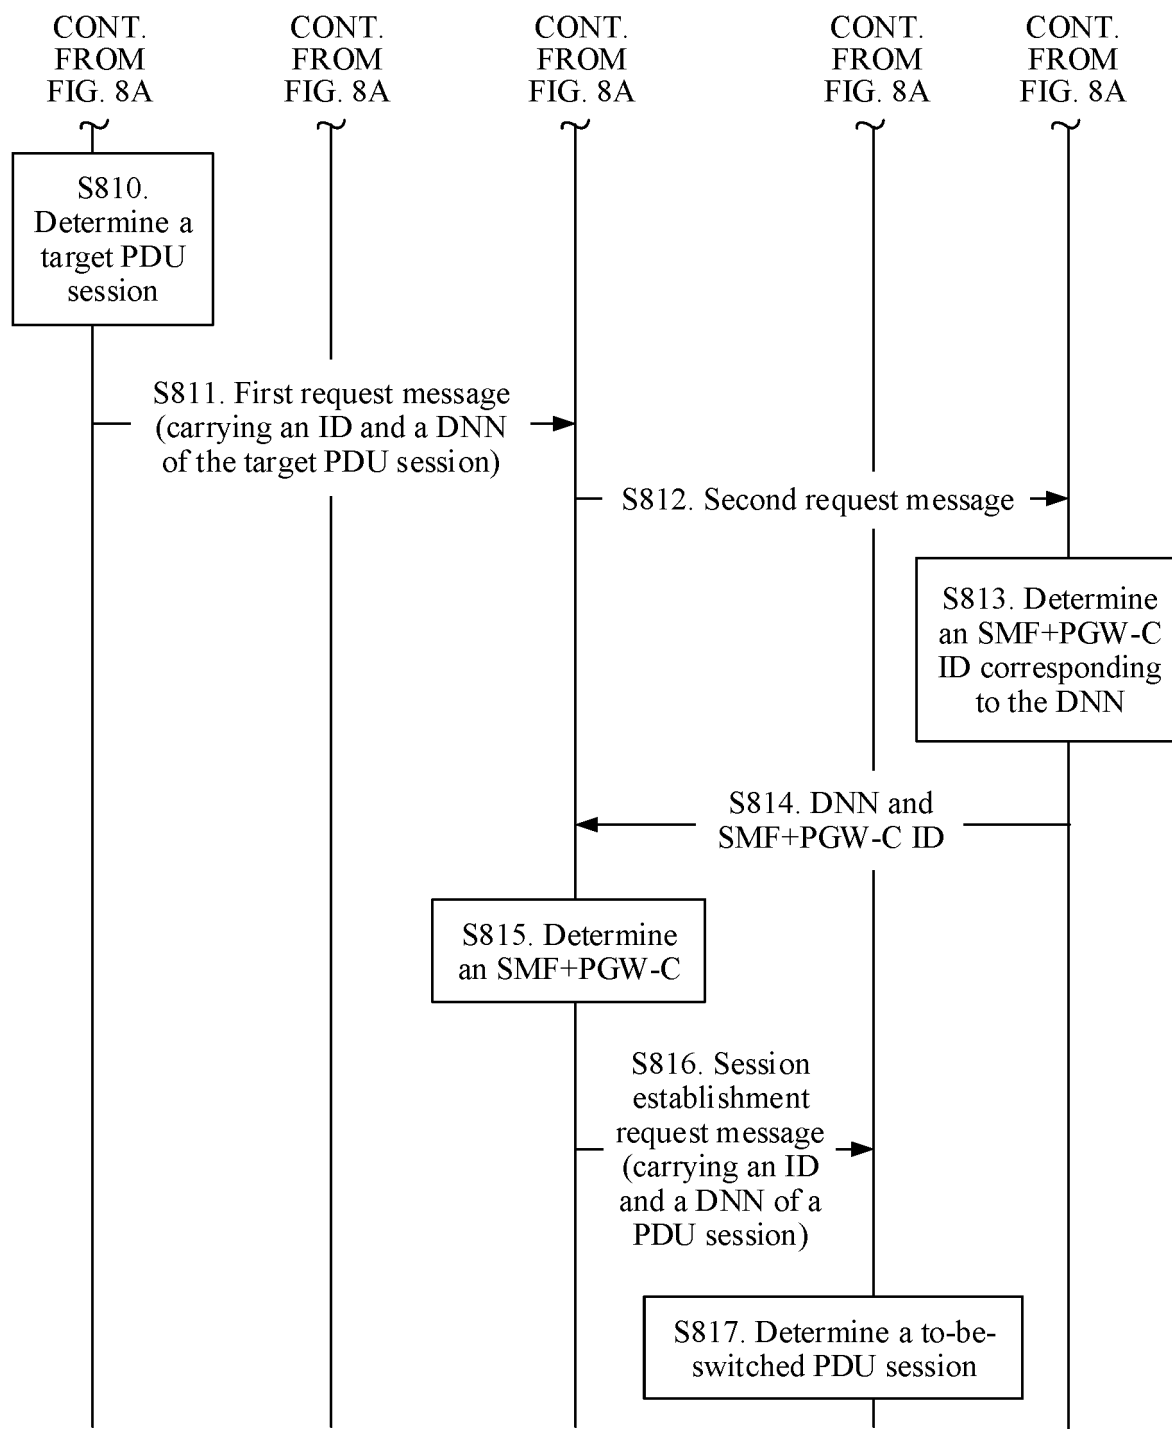 CONT.
FROM
FIG. 8A
CONT.
FROM
FIG. 8A
CONT.
FROM
FIG. 8A
CONT.
FROM
FIG. 8A
CONT.
FROM
FIG. 8A
S810.
Determine a
target PDU
session
S811. First request message
(carrying an ID and a DNN
of the target PDU session)
S812. Second request message
S813. Determine
an SMF+PGW-C
ID corresponding
to the DNN
S814. DNN and
SMF+PGW-C ID
S815. Determine
an SMF+PGW-C
S816. Session
establishment
request message
(carrying an ID
and a DNN of a
PDU session)
S817. Determine a to-be-
switched PDU session